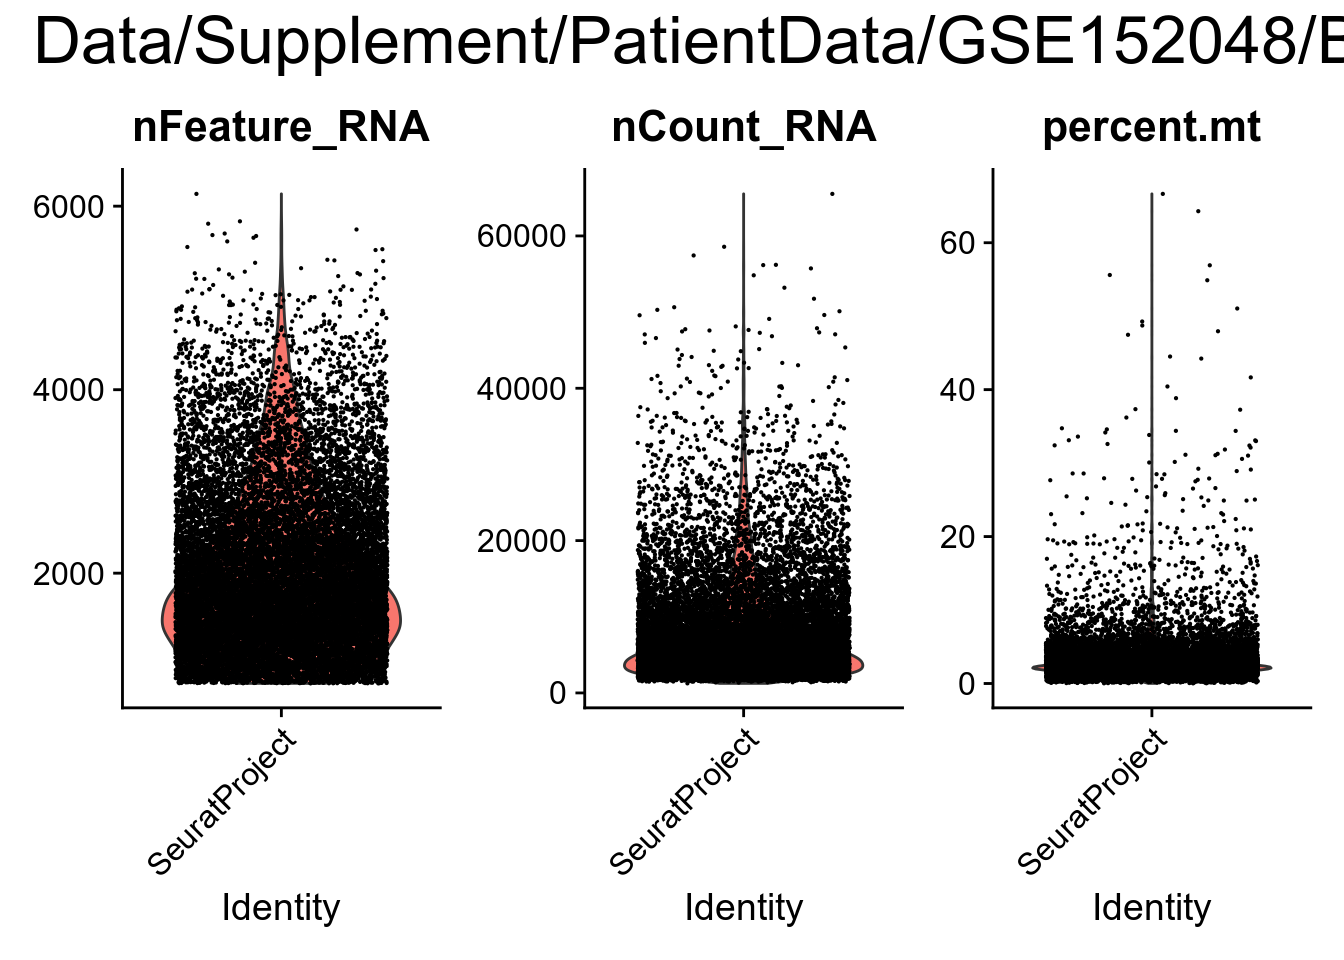 Data/Supplement/PatientData/GSE152048/
nFeature_RNA
nCount_RNA
percent.mt
6000
4000
2000
60000
40000
20000
0
60
40
20
0
SeuratProject
SeuratProject
SeuratProject
Identity
Identity
Identity